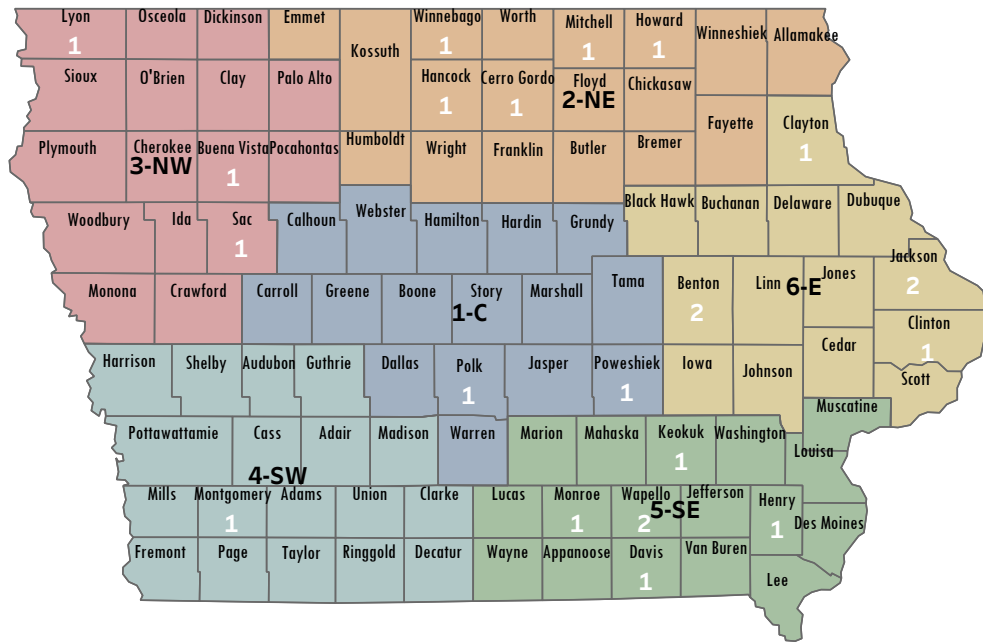 Lyon Osceola Dickinson Emmet Winnebago Worth Mitchell Howard Winneshiek Allamakee
Kossuth
1 1 1 1
Sioux O'Brien Clay Palo Alto Hancock Cerro Gordo Floyd Chickasaw
2-NE
1 1
Clayton
Fayette
1
Plymouth Cherokee Buena Vista Pocahontas Humboldt Wright Franklin Butler Bremer
3-NW
1
Woodbury Ida Sac Calhoun Webster Hamilton Hardin Grundy Black Hawk Buchanan Delaware Dubuque
1
Monona Crawford Carroll Greene Boone Story Marshall Tama Benton Linn Jones Jackson
1-C 6-E
2 2
Clinton
1
Harrison Shelby Audubon Guthrie Dallas Polk Jasper Poweshiek Iowa Johnson Cedar Scott
1 1
Pottawattamie Cass Adair Madison Warren Marion Mahaska Keokuk Washington Louisa Muscatine
1
4-SW
Mills Montgomery Adams Union Clarke Lucas Monroe Wapello Jefferson Henry Des Moines
5-SE
1 1 2 1
Fremont Page Taylor Ringgold Decatur Wayne Appanoose Davis Van Buren Lee
1